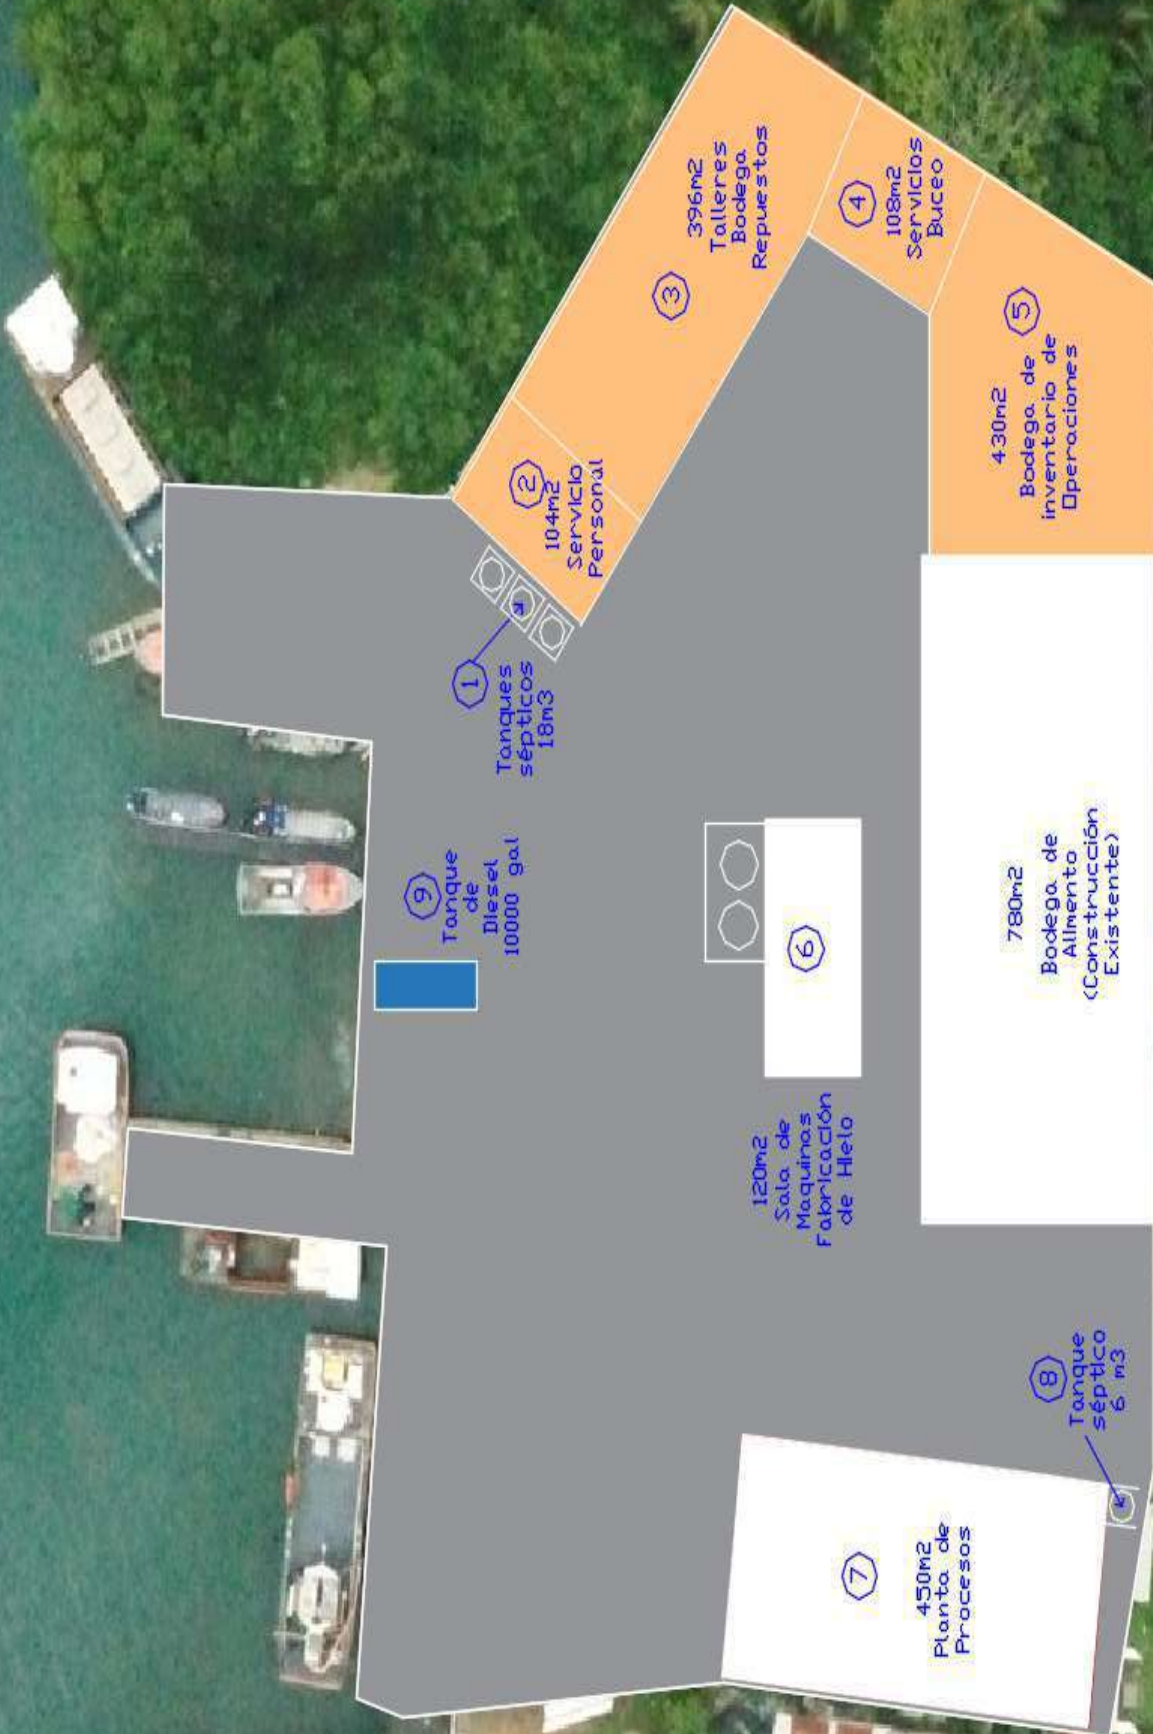 1
Tanques
sépticos
18m3
2
104m2
Servicio
Personal
3
396m2
Talleres
Bodega
Repuestos
4
108m2
Servicios
Buceo
5
430m2
Bodega de
inventario de
Operaciones
6
120m2
Sala de
Maquinas
Fabricación
de Hielo
780m2
Bodega de
Alimento
(Construcción
Existente)
7
450m2
Planta de
Procesos
8
Tanque
séptico
6 m3
9
Tanque
de
Diesel
10000 gal